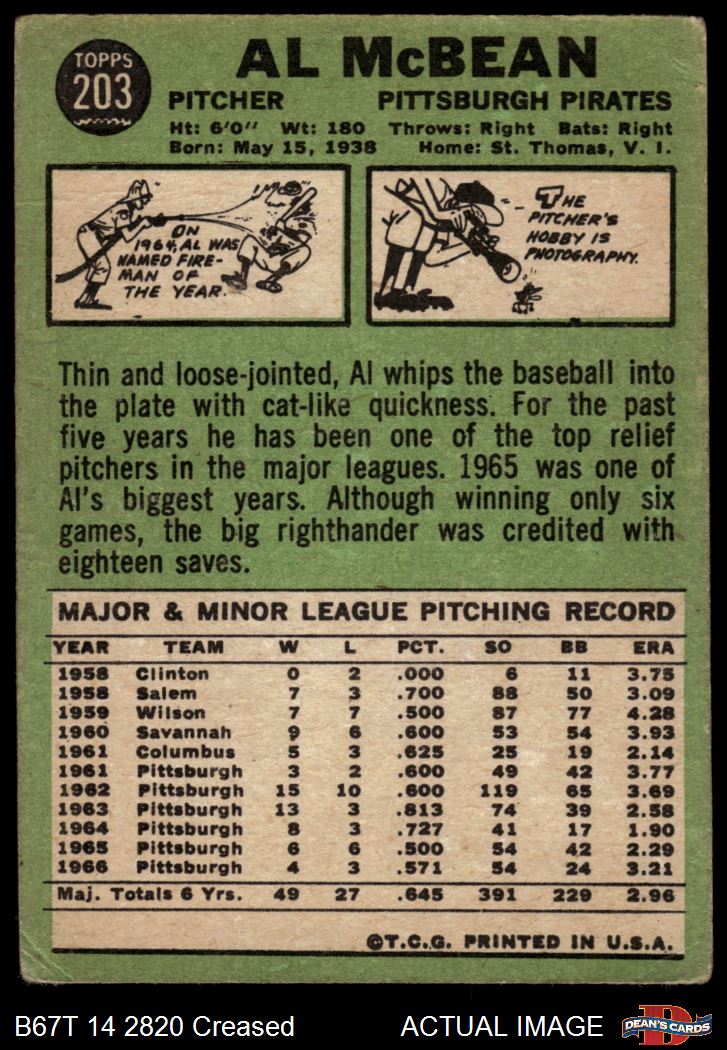 TOPPS
203
AL McBEAN
PITCHER PITTSBURGH PIRATES
Ht: 6'0" Wt: 180 Throws: Right Bats: Right
Born: May 15, 1938 Home: St. Thomas, V. I.
ON
1964, AL WAS
NAMED FIRE-
MAN OF
THE YEAR.
THE
PITCHER'S
HOBBY IS
PHOTOGRAPHY.
Thin and loose-jointed, Al whips the baseball into
the plate with cat-like quickness. For the past
five years he has been one of the top relief
pitchers in the major leagues. 1965 was one of
Al's biggest years. Although winning only six
games, the big righthander was credited with
eighteen saves.
MAJOR & MINOR LEAGUE PITCHING RECORD
YEAR TEAM W L PCT. SO BB ERA
1958 Clinton 0 2 .000 6 11 3.75
1958 Salem 7 3 .700 88 50 3.09
1959 Wilson 7 7 .500 87 77 4.28
1960 Savannah 9 6 .600 53 54 3.93
1961 Columbus 5 3 .625 25 19 2.14
1961 Pittsburgh 3 2 .600 49 42 3.77
1962 Pittsburgh 15 10 .600 119 65 3.69
1963 Pittsburgh 13 3 .813 74 39 2.58
1964 Pittsburgh 8 3 .727 41 17 1.90
1965 Pittsburgh 6 6 .500 54 42 2.29
1966 Pittsburgh 4 3 .571 54 24 3.21
Maj. Totals 6 Yrs. 49 27 .645 391 229 2.96
©T.C.G. PRINTED IN U.S.A.
B67T 14 2820 Creased ACTUAL IMAGE
D
DEAN'S CARDS